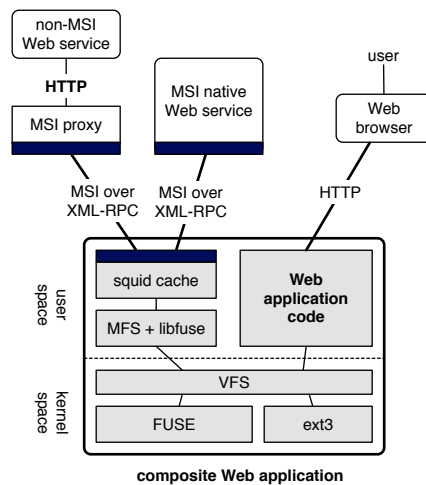 non-MSI
Web service
HTTP
MSI proxy
MSI native
Web service
user
Web
browser
MSI over
XML-RPC
MSI over
XML-RPC
HTTP
user
space
squid cache
MFS + libfuse
Web
application
code
kernel
space
VFS
FUSE
ext3
composite Web application